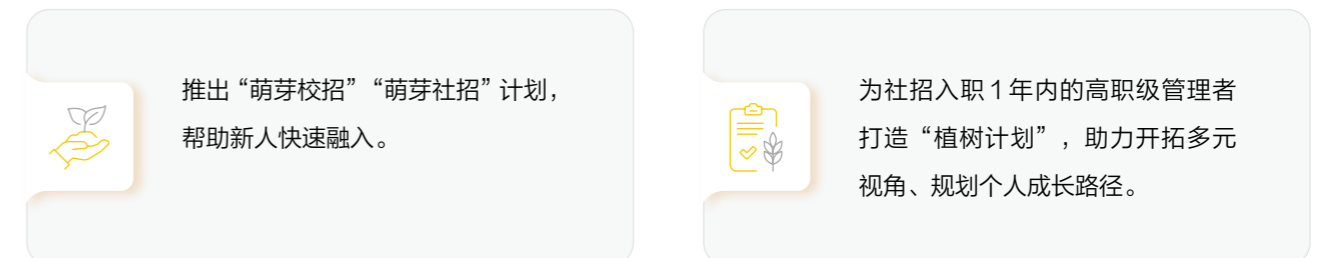 推出“萌芽校招”“萌芽社招”计划，
帮助新人快速融入。
为社招入职1年内的高职级管理者
打造“植树计划”，助力开拓多元
视角、规划个人成长路径。